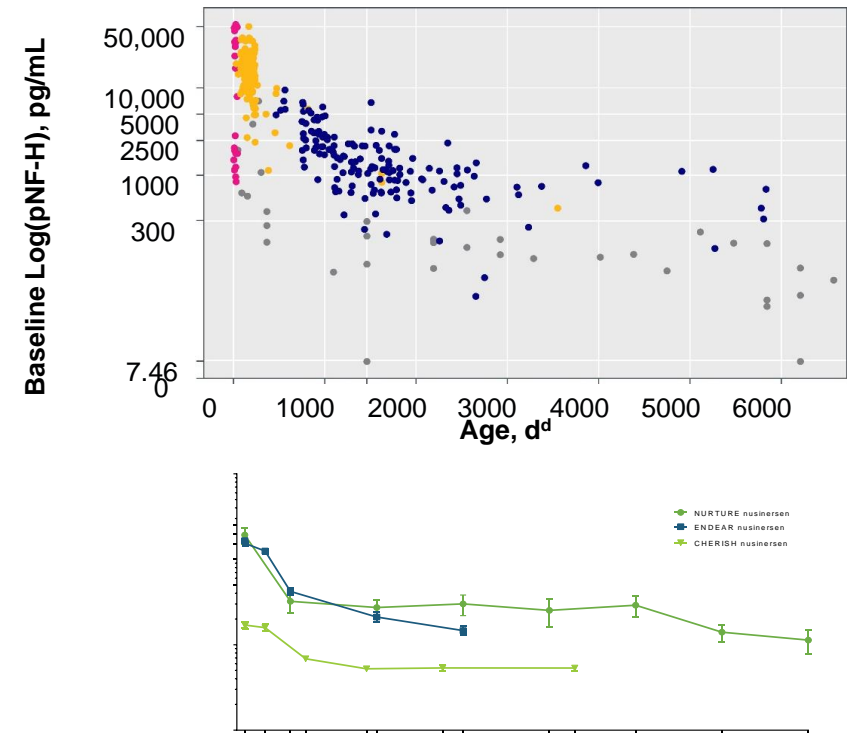 Baseline Log(pNF-H), pg/mL
50,000
10,000
5000
2500
1000
300
7.46
0
0 1000 2000 3000 4000 5000 6000
Age, dᵈ
NURTURE nusinersen
ENDEAR nusinersen
CHERISH nusinersen